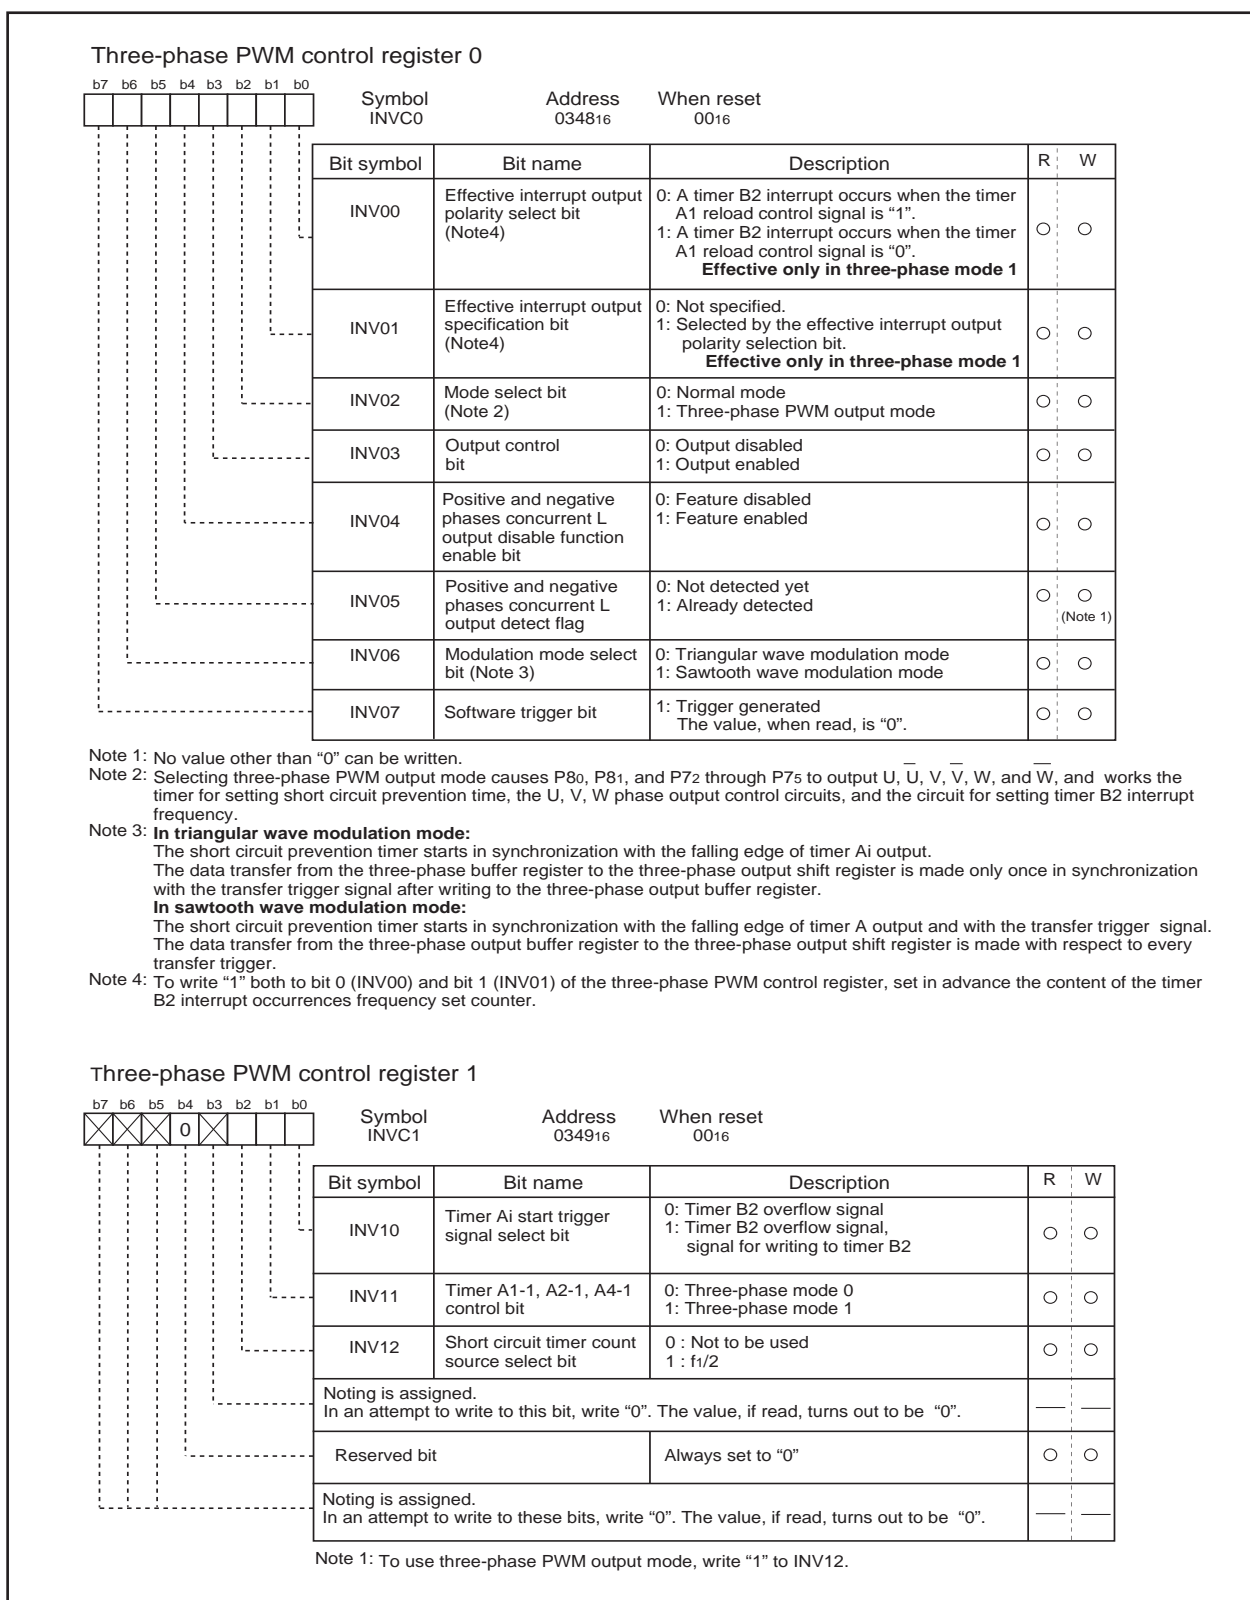 Three-phase PWM control register 0
b7 b6 b5 b4 b3 b2 b1 b0
Symbol Address When reset
INVC0 034816 0016
Bit symbol Bit name Description R W
INV00
Effective interrupt output
polarity select bit
(Note4)
0: A timer B2 interrupt occurs when the timer
A1 reload control signal is “1”.
1: A timer B2 interrupt occurs when the timer
A1 reload control signal is “0”.
Effective only in three-phase mode 1
INV01
Effective interrupt output
specification bit
(Note4)
0: Not specified.
1: Selected by the effective interrupt output
polarity selection bit.
Effective only in three-phase mode 1
INV02
Mode select bit
(Note 2)
0: Normal mode
1: Three-phase PWM output mode
INV03
Output control
bit
0: Output disabled
1: Output enabled
INV04
Positive and negative
phases concurrent L
output disable function
enable bit
0: Feature disabled
1: Feature enabled
INV05
Positive and negative
phases concurrent L
output detect flag
0: Not detected yet
1: Already detected
(Note 1)
INV06
Modulation mode select
bit (Note 3)
0: Triangular wave modulation mode
1: Sawtooth wave modulation mode
INV07
Software trigger bit
1: Trigger generated
The value, when read, is “0”.
Note 1: No value other than “0” can be written.
Note 2: Selecting three-phase PWM output mode causes P80, P81, and P72 through P75 to output U, U̅, V, V̅, W, and W̅, and works the
timer for setting short circuit prevention time, the U, V, W phase output control circuits, and the circuit for setting timer B2 interrupt
frequency.
Note 3: In triangular wave modulation mode:
The short circuit prevention timer starts in synchronization with the falling edge of timer Ai output.
The data transfer from the three-phase buffer register to the three-phase output shift register is made only once in synchronization
with the transfer trigger signal after writing to the three-phase output buffer register.
In sawtooth wave modulation mode:
The short circuit prevention timer starts in synchronization with the falling edge of timer A output and with the transfer trigger signal.
The data transfer from the three-phase output buffer register to the three-phase output shift register is made with respect to every
transfer trigger.
Note 4: To write “1” both to bit 0 (INV00) and bit 1 (INV01) of the three-phase PWM control register, set in advance the content of the timer
B2 interrupt occurrences frequency set counter.
Three-phase PWM control register 1
b7 b6 b5 b4 b3 b2 b1 b0
0
Symbol Address When reset
INVC1 034916 0016
Bit symbol Bit name Description R W
INV10
Timer Ai start trigger
signal select bit
0: Timer B2 overflow signal
1: Timer B2 overflow signal,
signal for writing to timer B2
INV11
Timer A1-1, A2-1, A4-1
control bit
0: Three-phase mode 0
1: Three-phase mode 1
INV12
Short circuit timer count
source select bit
0 : Not to be used
1 : f1/2
Noting is assigned.
In an attempt to write to this bit, write “0”. The value, if read, turns out to be “0”.
Reserved bit Always set to “0”
Noting is assigned.
In an attempt to write to these bits, write “0”. The value, if read, turns out to be “0”.
Note 1: To use three-phase PWM output mode, write “1” to INV12.